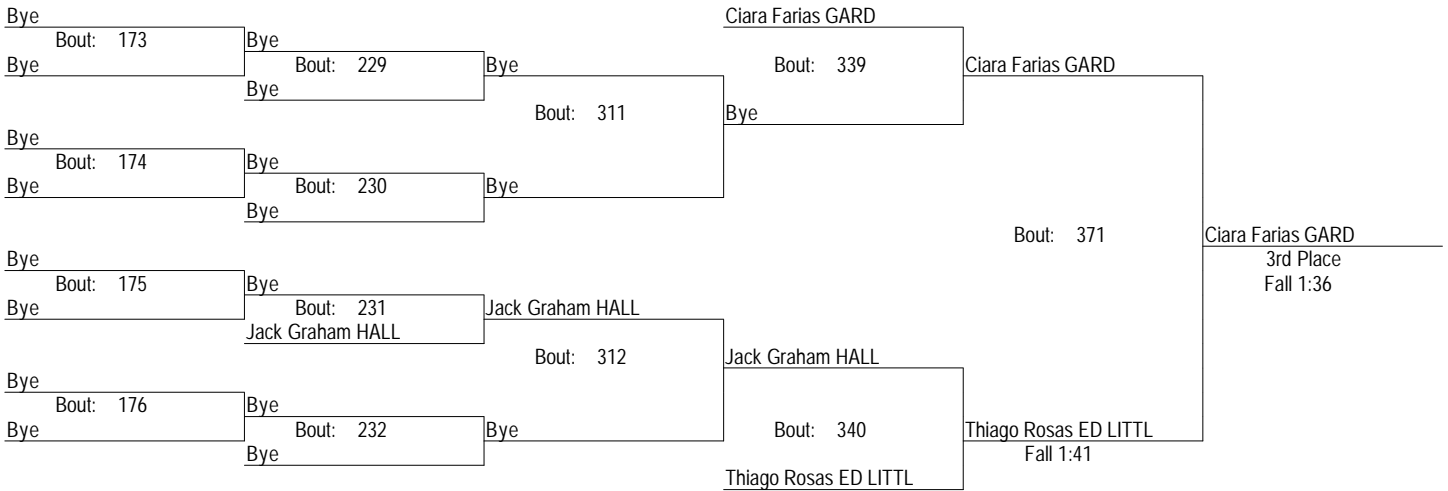 Bye
Ciara Farias GARD
Bout: 173
Bye
Bye
Bout: 229
Bye
Bout: 339
Ciara Farias GARD
Bye
Bout: 311
Bye
Bye
Bout: 174
Bye
Bye
Bout: 230
Bye
Bye
Bout: 371
Ciara Farias GARD
Bye
3rd Place
Bout: 175
Bye
Fall 1:36
Bye
Bout: 231
Jack Graham HALL
Jack Graham HALL
Bout: 312
Jack Graham HALL
Bye
Bout: 176
Bye
Bye
Bout: 232
Bye
Bout: 340
Thiago Rosas ED LITTL
Bye
Fall 1:41
Thiago Rosas ED LITTL